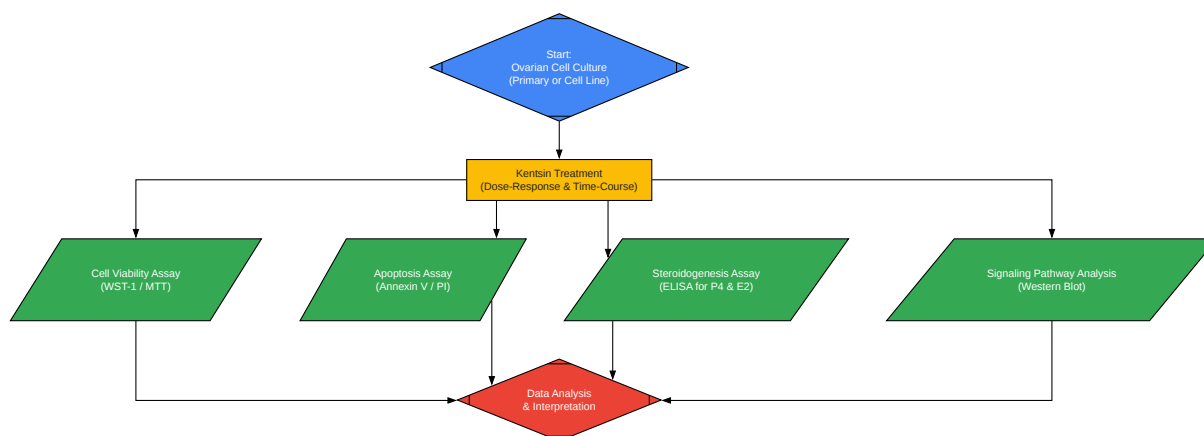 Start:
Ovarian Cell Culture
(Primary or Cell Line)
Kentsin Treatment
(Dose-Response & Time-Course)
Cell Viability Assay
(WST-1 / MTT)
Apoptosis Assay
(Annexin V / PI)
Steroidogenesis Assay
(ELISA for P4 & E2)
Signaling Pathway Analysis
(Western Blot)
Data Analysis
& Interpretation